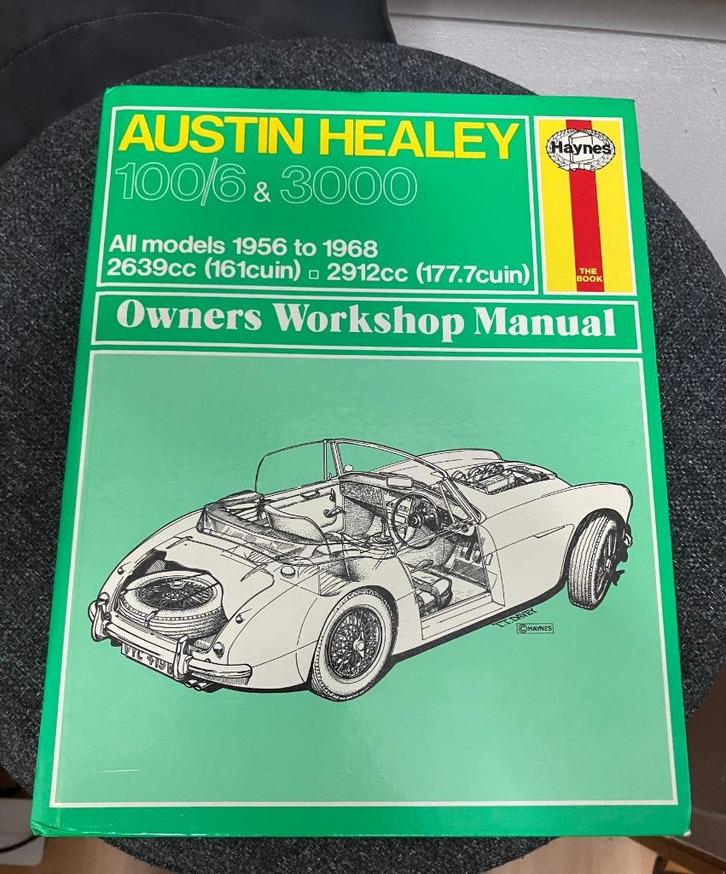 AUSTIN HEALEY
100/6 & 3000
Haynes
All models 1956 to 1968
2639cc (161cuin) ▫ 2912cc (177.7cuin)
THE
BOOK
Owners Workshop Manual
© HAYNES